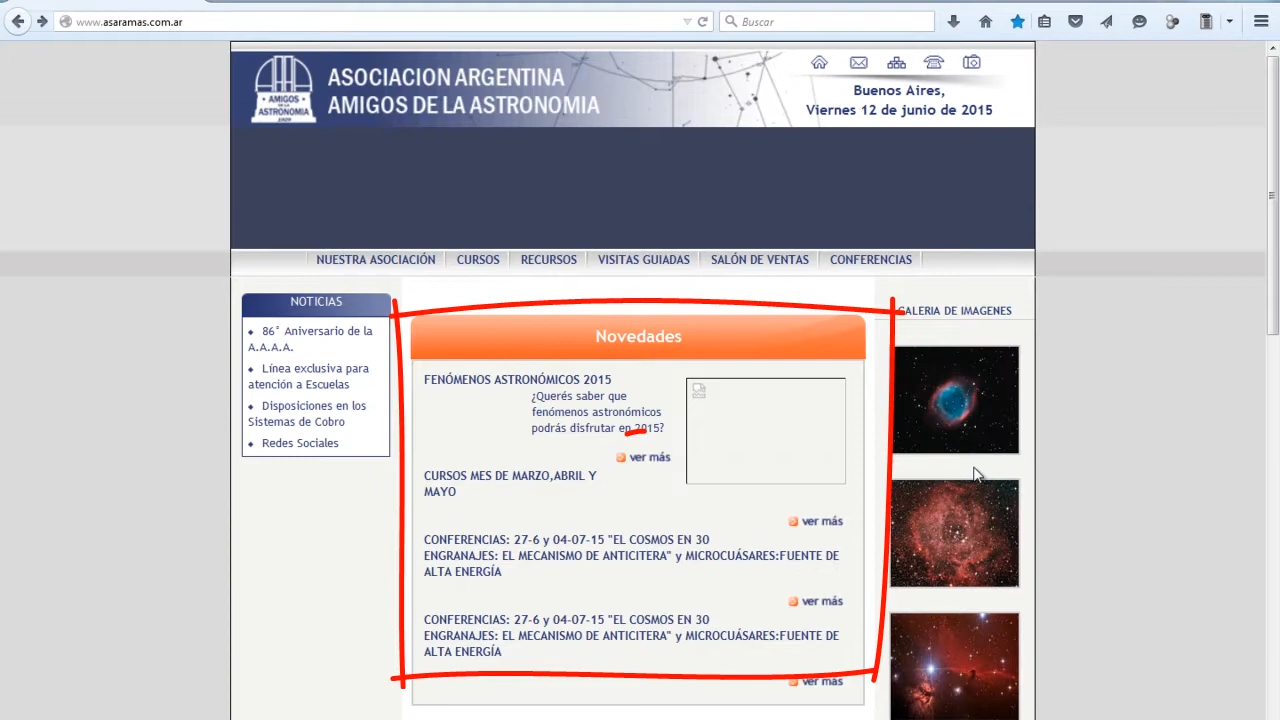 www.asaramas.com.ar
Buscar
AMIGOS
DE LA
ASTRONOMIA
1929
ASOCIACION ARGENTINA
AMIGOS DE LA ASTRONOMIA
Buenos Aires,
Viernes 12 de junio de 2015
NUESTRA ASOCIACIÓN CURSOS RECURSOS VISITAS GUIADAS SALÓN DE VENTAS CONFERENCIAS
NOTICIAS
86° Aniversario de la
A.A.A.A.
Línea exclusiva para
atención a Escuelas
Disposiciones en los
Sistemas de Cobro
Redes Sociales
Novedades
FENÓMENOS ASTRONÓMICOS 2015
¿Querés saber que
fenómenos astronómicos
podrás disfrutar en 2015?
ver más
CURSOS MES DE MARZO,ABRIL Y
MAYO
ver más
CONFERENCIAS: 27-6 y 04-07-15 "EL COSMOS EN 30
ENGRANAJES: EL MECANISMO DE ANTICITERA" y MICROCUÁSARES:FUENTE DE
ALTA ENERGÍA
ver más
CONFERENCIAS: 27-6 y 04-07-15 "EL COSMOS EN 30
ENGRANAJES: EL MECANISMO DE ANTICITERA" y MICROCUÁSARES:FUENTE DE
ALTA ENERGÍA
ver más
GALERIA DE IMAGENES